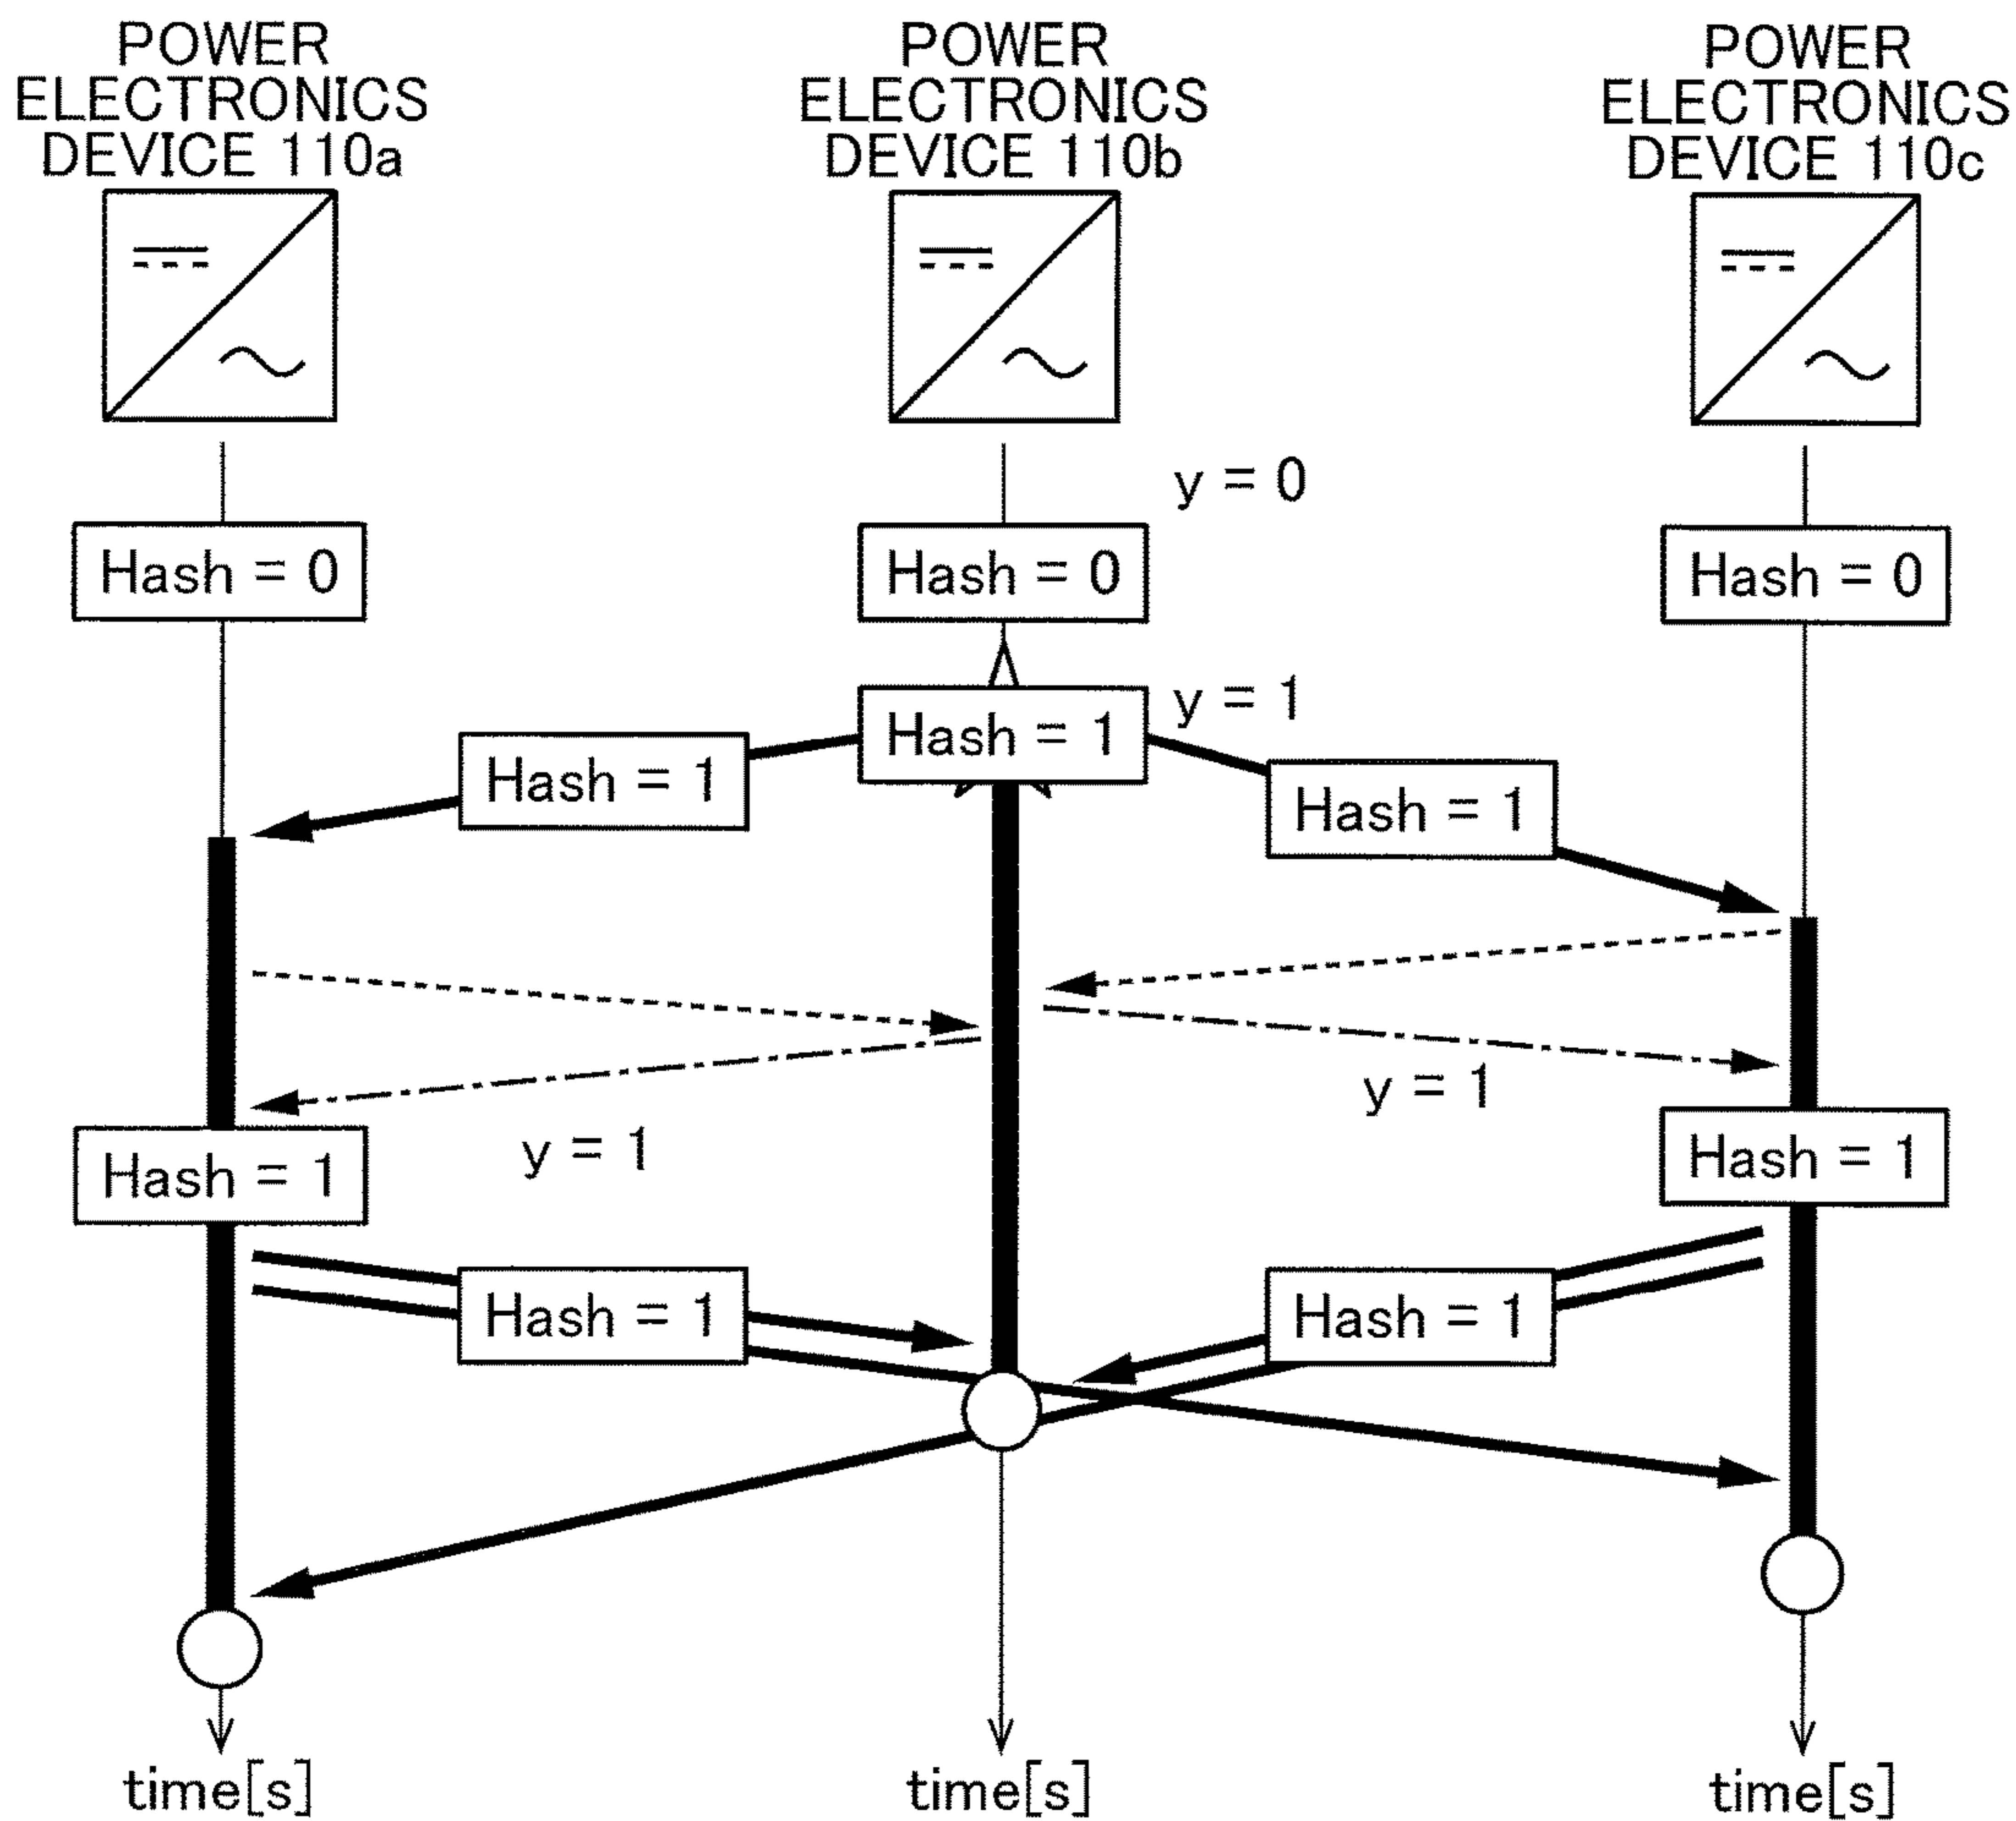 POWER
ELECTRONICS
DEVICE 110a
POWER
ELECTRONICS
DEVICE 110b
POWER
ELECTRONICS
DEVICE 110c
y = 0
Hash = 0
Hash = 0
Hash = 0
y = 1
Hash = 1
Hash = 1
Hash = 1
y = 1
y = 1
Hash = 1
Hash = 1
Hash = 1
Hash = 1
time[s]
time[s]
time[s]